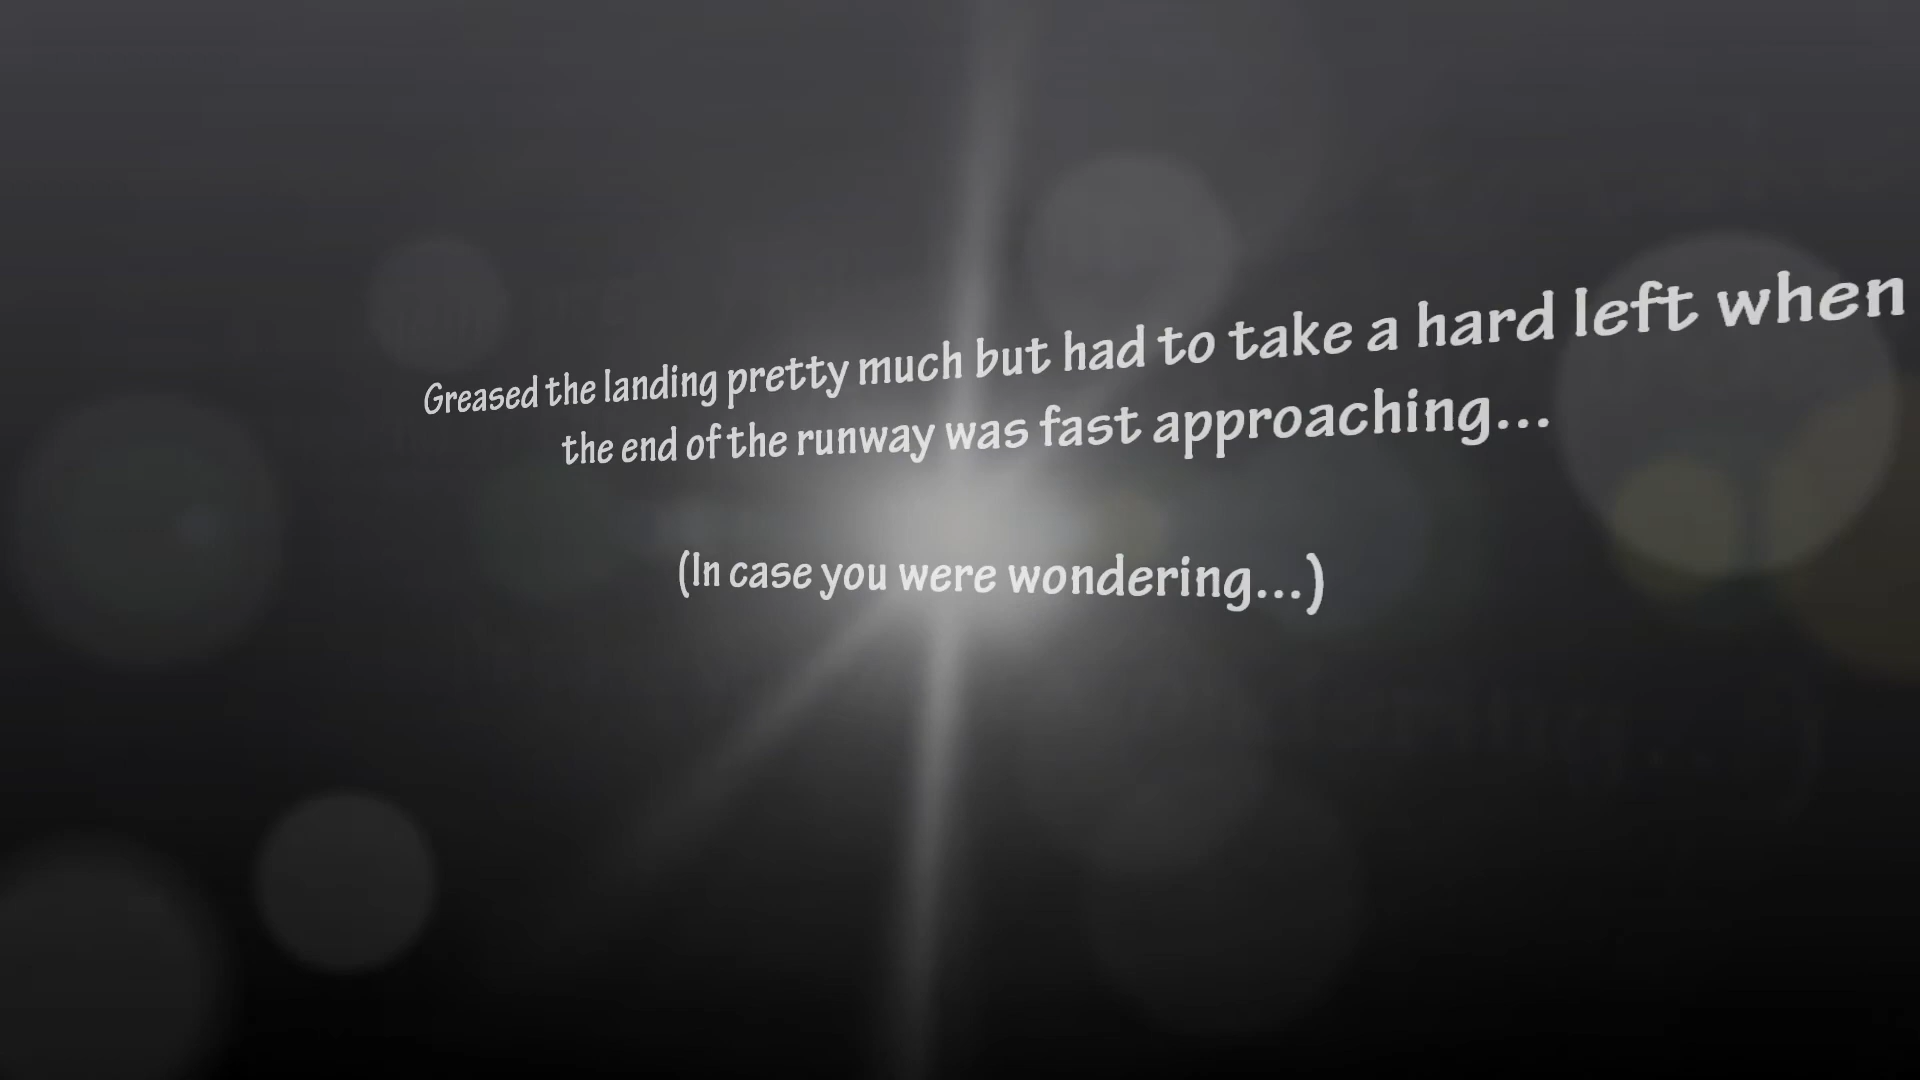 Greased the landing pretty much but had to take a hard left when
the end of the runway was fast approaching...
(In case you were wondering...)